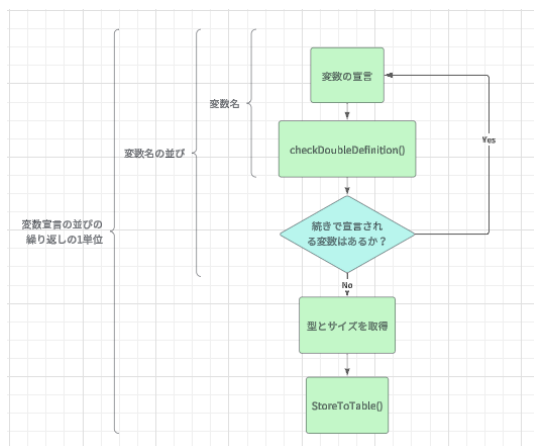 変数の宣言
変数名
checkDoubleDefinition()
変数名の並び
Yes
変数宣言の並びの
繰り返しの1単位
続きで宣言され
る変数はあるか？
No
型とサイズを取得
StoreToTable()